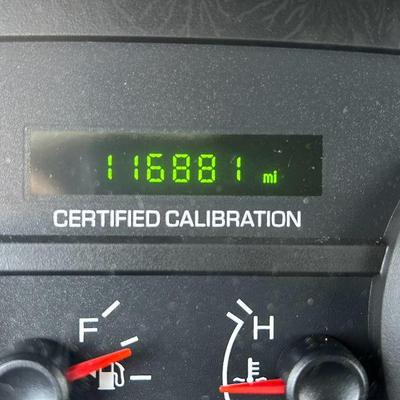 116881 mi
CERTIFIED CALIBRATION
F H